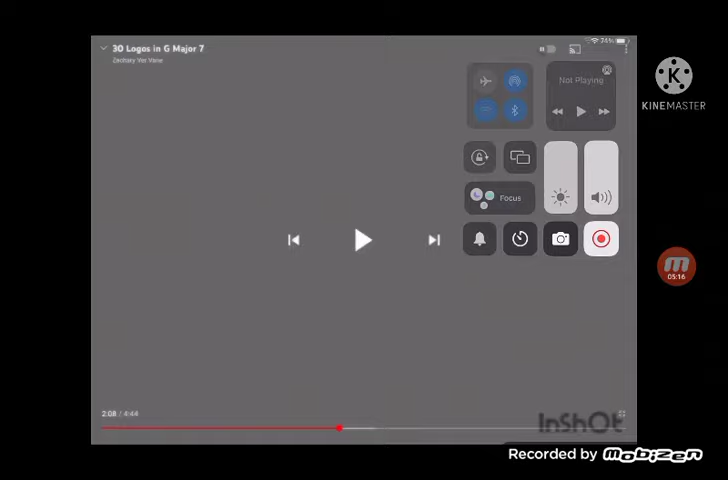 30 Logos in G Major 7
Zachary Ver Vane
74%
Not Playing
Focus
2:08 / 4:44
InShOt
Recorded by MOBIZEN
K
KINEMASTER
05:16